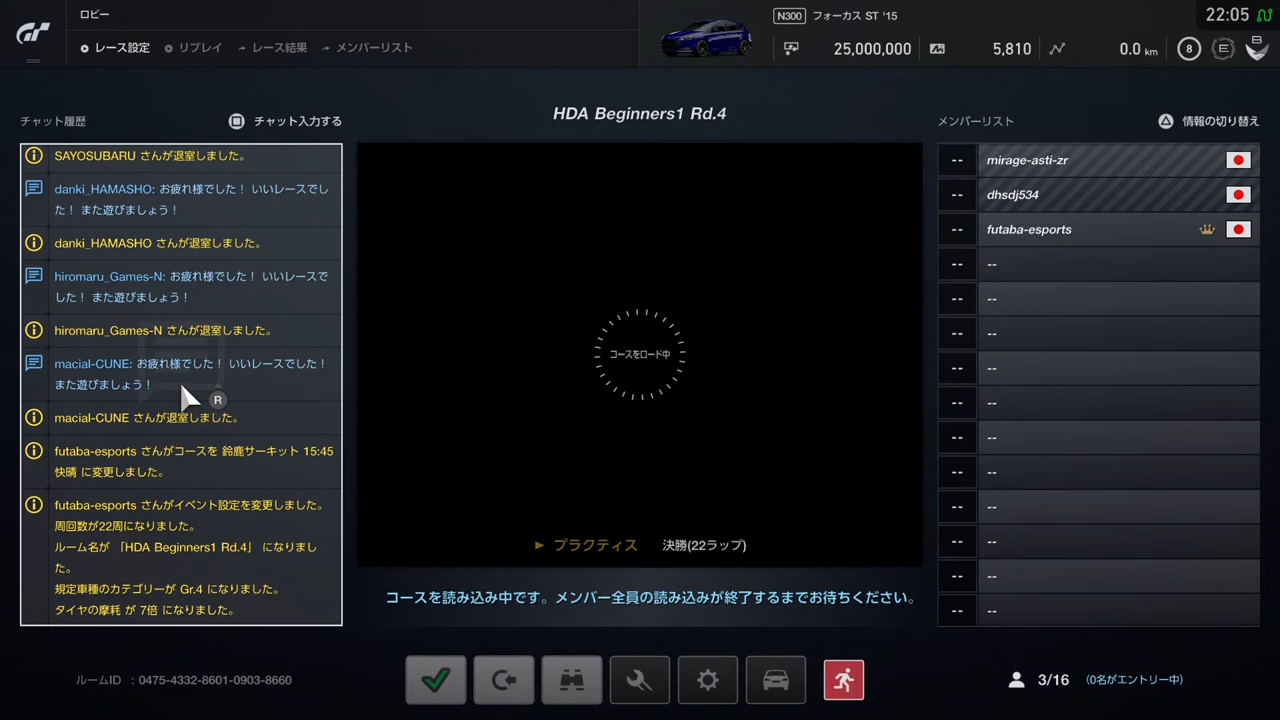 ロビー
レース設定
リプレイ
レース結果
メンバーリスト
N300 フォーカス ST '15
25,000,000
5,810
0.0 km
22:05
8
E
B
チャット履歴
チャット入力する
SAYOSUBARU さんが退室しました。
danki_HAMASHO: お疲れ様でした！ いいレースでし
た！ また遊びましょう！
danki_HAMASHO さんが退室しました。
hiromaru_Games-N: お疲れ様でした！ いいレースで
した！ また遊びましょう！
hiromaru_Games-N さんが退室しました。
macial-CUNE: お疲れ様でした！ いいレースでした！
また遊びましょう！
R
macial-CUNE さんが退室しました。
futaba-esports さんがコースを 鈴鹿サーキット 15:45
快晴 に変更しました。
futaba-esports さんがイベント設定を変更しました。
周回数が22周になりました。
ルーム名が 「HDA Beginners1 Rd.4」 になりまし
た。
規定車種のカテゴリーが Gr.4 になりました。
タイヤの摩耗 が 7倍 になりました。
HDA Beginners1 Rd.4
コースをロード中
プラクティス 決勝(22ラップ)
コースを読み込み中です。メンバー全員の読み込みが終了するまでお待ちください。
メンバーリスト
情報の切り替え
-- mirage-asti-zr
-- dhsdj534
-- futaba-esports
-- --
-- --
-- --
-- --
-- --
-- --
-- --
-- --
-- --
-- --
-- --
ルームID ：0475-4332-8601-0903-8660
3/16 （0名がエントリー中）